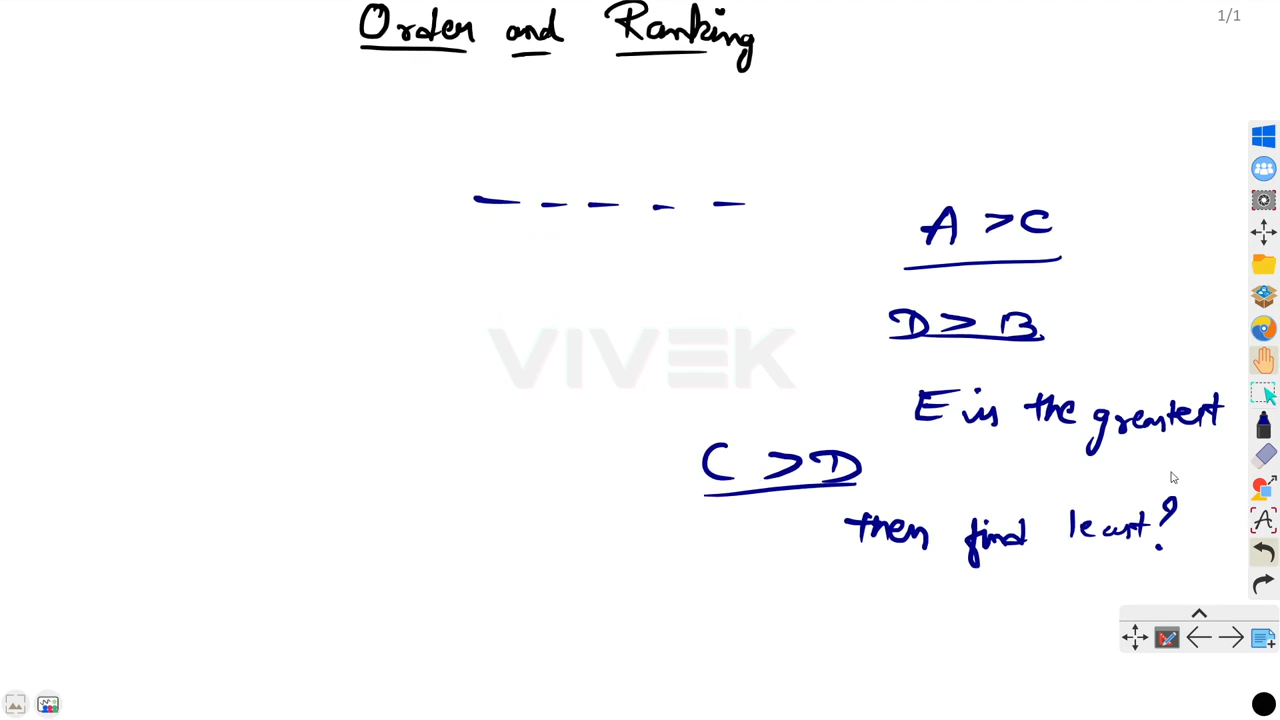 Order and Ranking
1/1
A > C
D > B
E is the greatest
C > D
then find least?
VIVEK